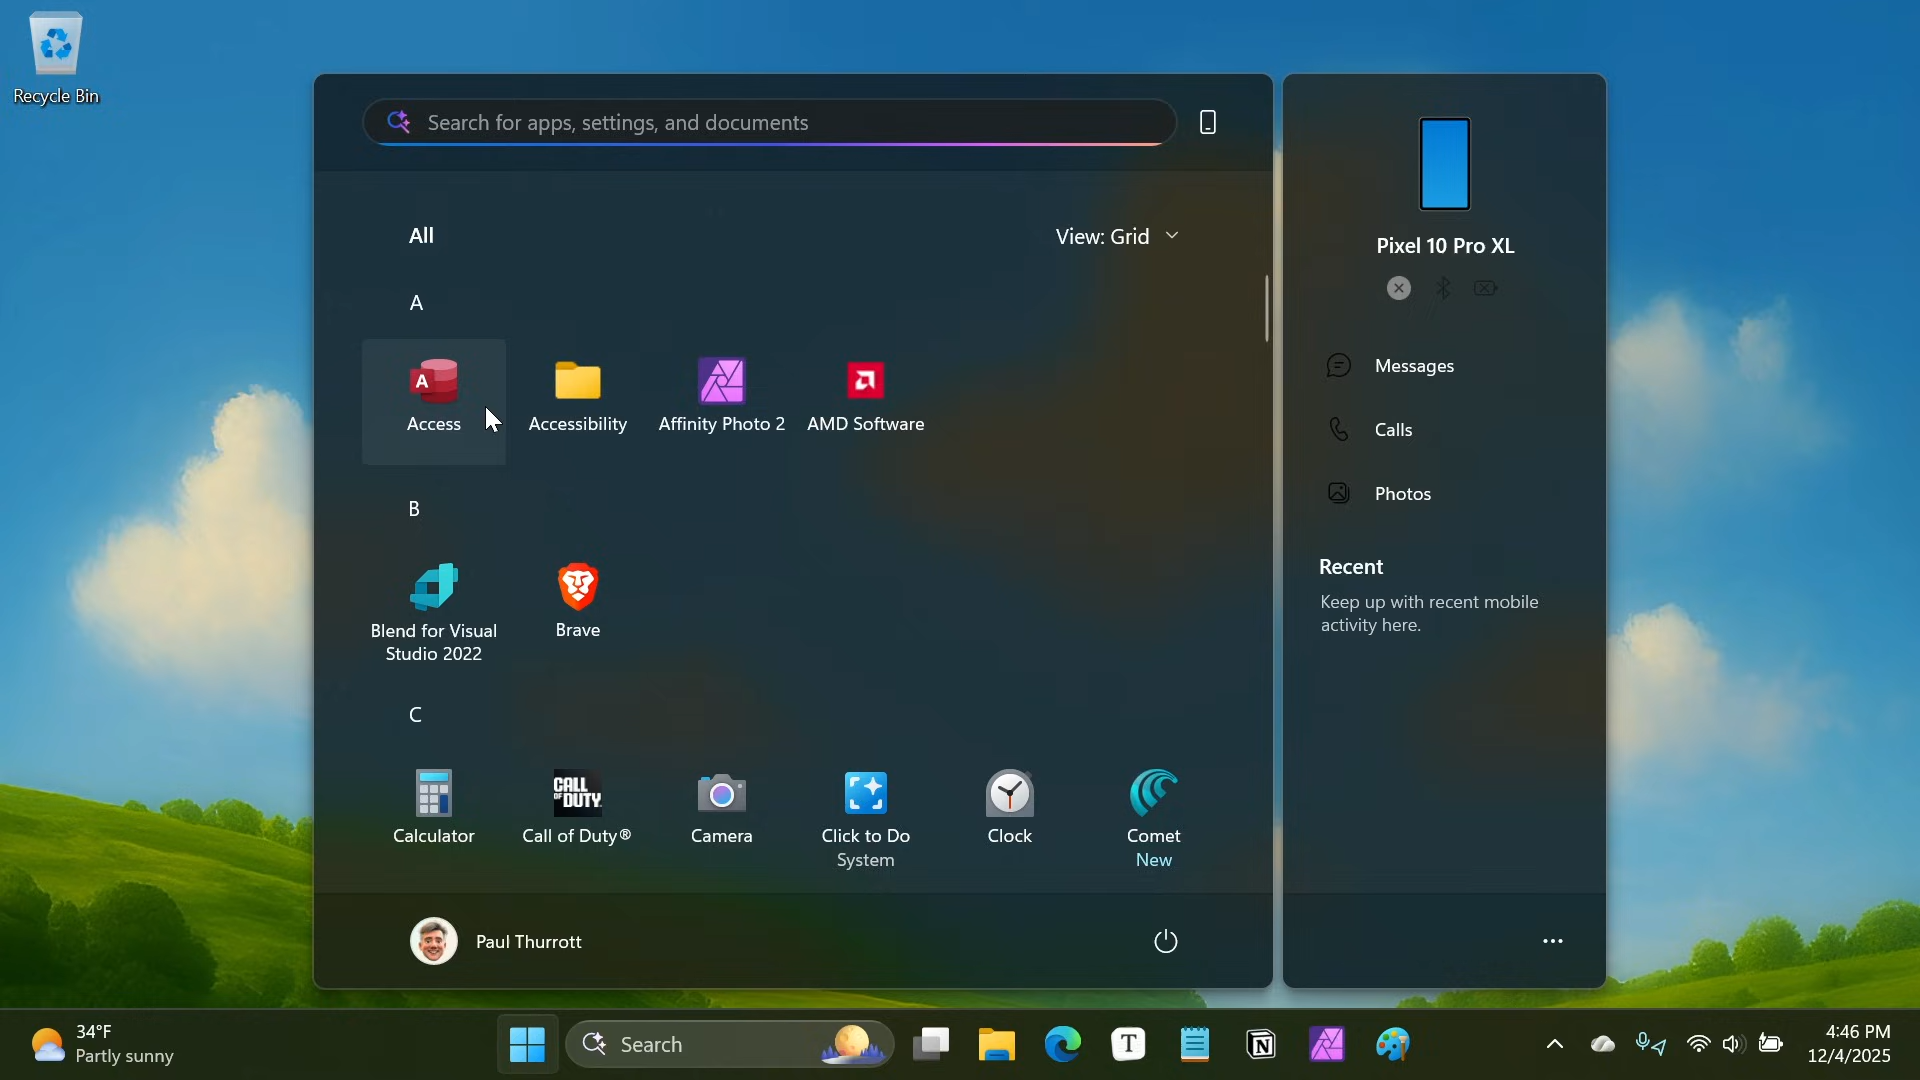 Recycle Bin
Search for apps, settings, and documents
All
View: Grid
A
Access
Accessibility
Affinity Photo 2
AMD Software
B
Blend for Visual
Studio 2022
Brave
C
Calculator
CALL
OF DUTY
Call of Duty®
Camera
Click to Do
System
Clock
Comet
New
Paul Thurrott
Pixel 10 Pro XL
Messages
Calls
Photos
Recent
Keep up with recent mobile
activity here.
34°F
Partly sunny
Search
T
N
4:46 PM
12/4/2025